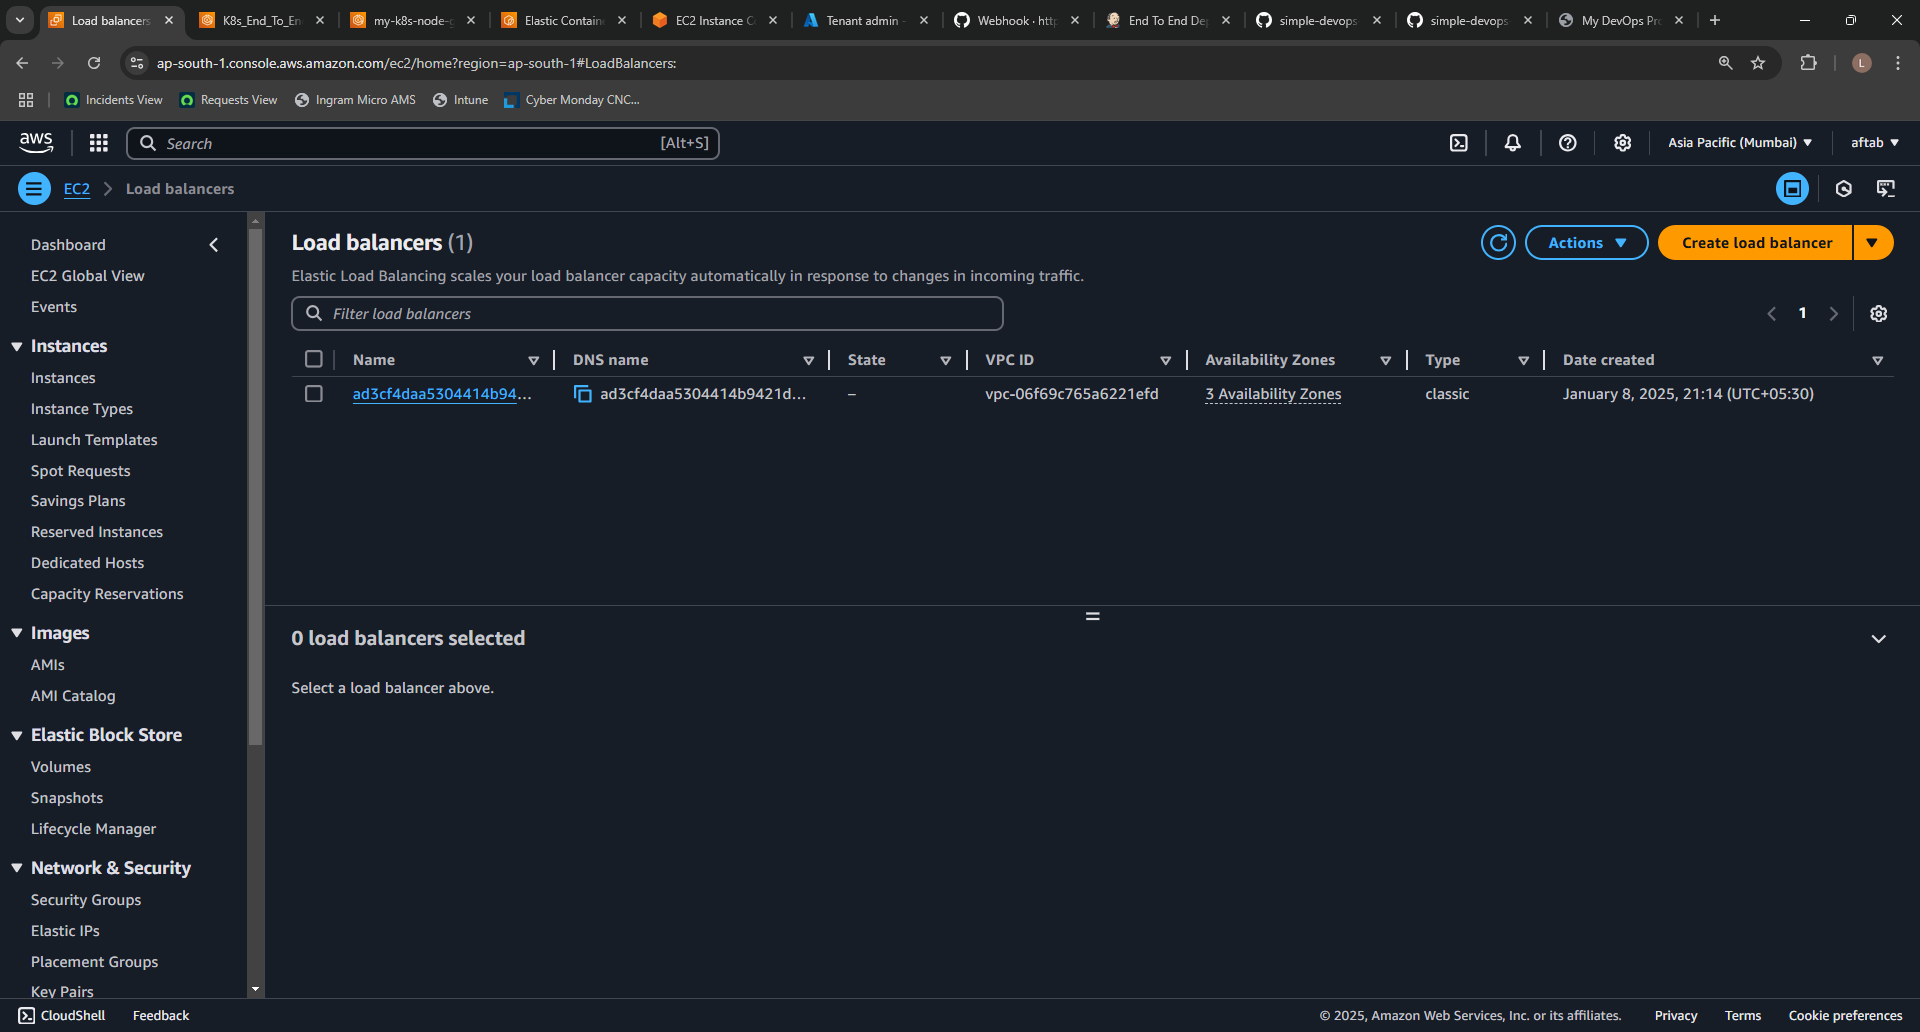 Load balancers
K8s_End_To_En
my-k8s-node-g
Elastic Contain
EC2 Instance C
Tenant admin -
Webhook · http
End To End De
simple-devops
simple-devops
My DevOps Pr
ap-south-1.console.aws.amazon.com/ec2/home?region=ap-south-1#LoadBalancers:
L
Incidents View
Requests View
Ingram Micro AMS
Intune
Cyber Monday CNC...
aws
Search
[Alt+S]
Asia Pacific (Mumbai)
aftab
EC2
Load balancers
Dashboard
EC2 Global View
Events
Instances
Instances
Instance Types
Launch Templates
Spot Requests
Savings Plans
Reserved Instances
Dedicated Hosts
Capacity Reservations
Images
AMIs
AMI Catalog
Elastic Block Store
Volumes
Snapshots
Lifecycle Manager
Network & Security
Security Groups
Elastic IPs
Placement Groups
Key Pairs
Load balancers (1)
Actions
Create load balancer
Elastic Load Balancing scales your load balancer capacity automatically in response to changes in incoming traffic.
Filter load balancers
1
Name DNS name State VPC ID Availability Zones Type Date created
ad3cf4daa5304414b94... ad3cf4daa5304414b9421d... – vpc-06f69c765a6221efd 3 Availability Zones classic January 8, 2025, 21:14 (UTC+05:30)
0 load balancers selected
Select a load balancer above.
CloudShell
Feedback
© 2025, Amazon Web Services, Inc. or its affiliates.
Privacy
Terms
Cookie preferences